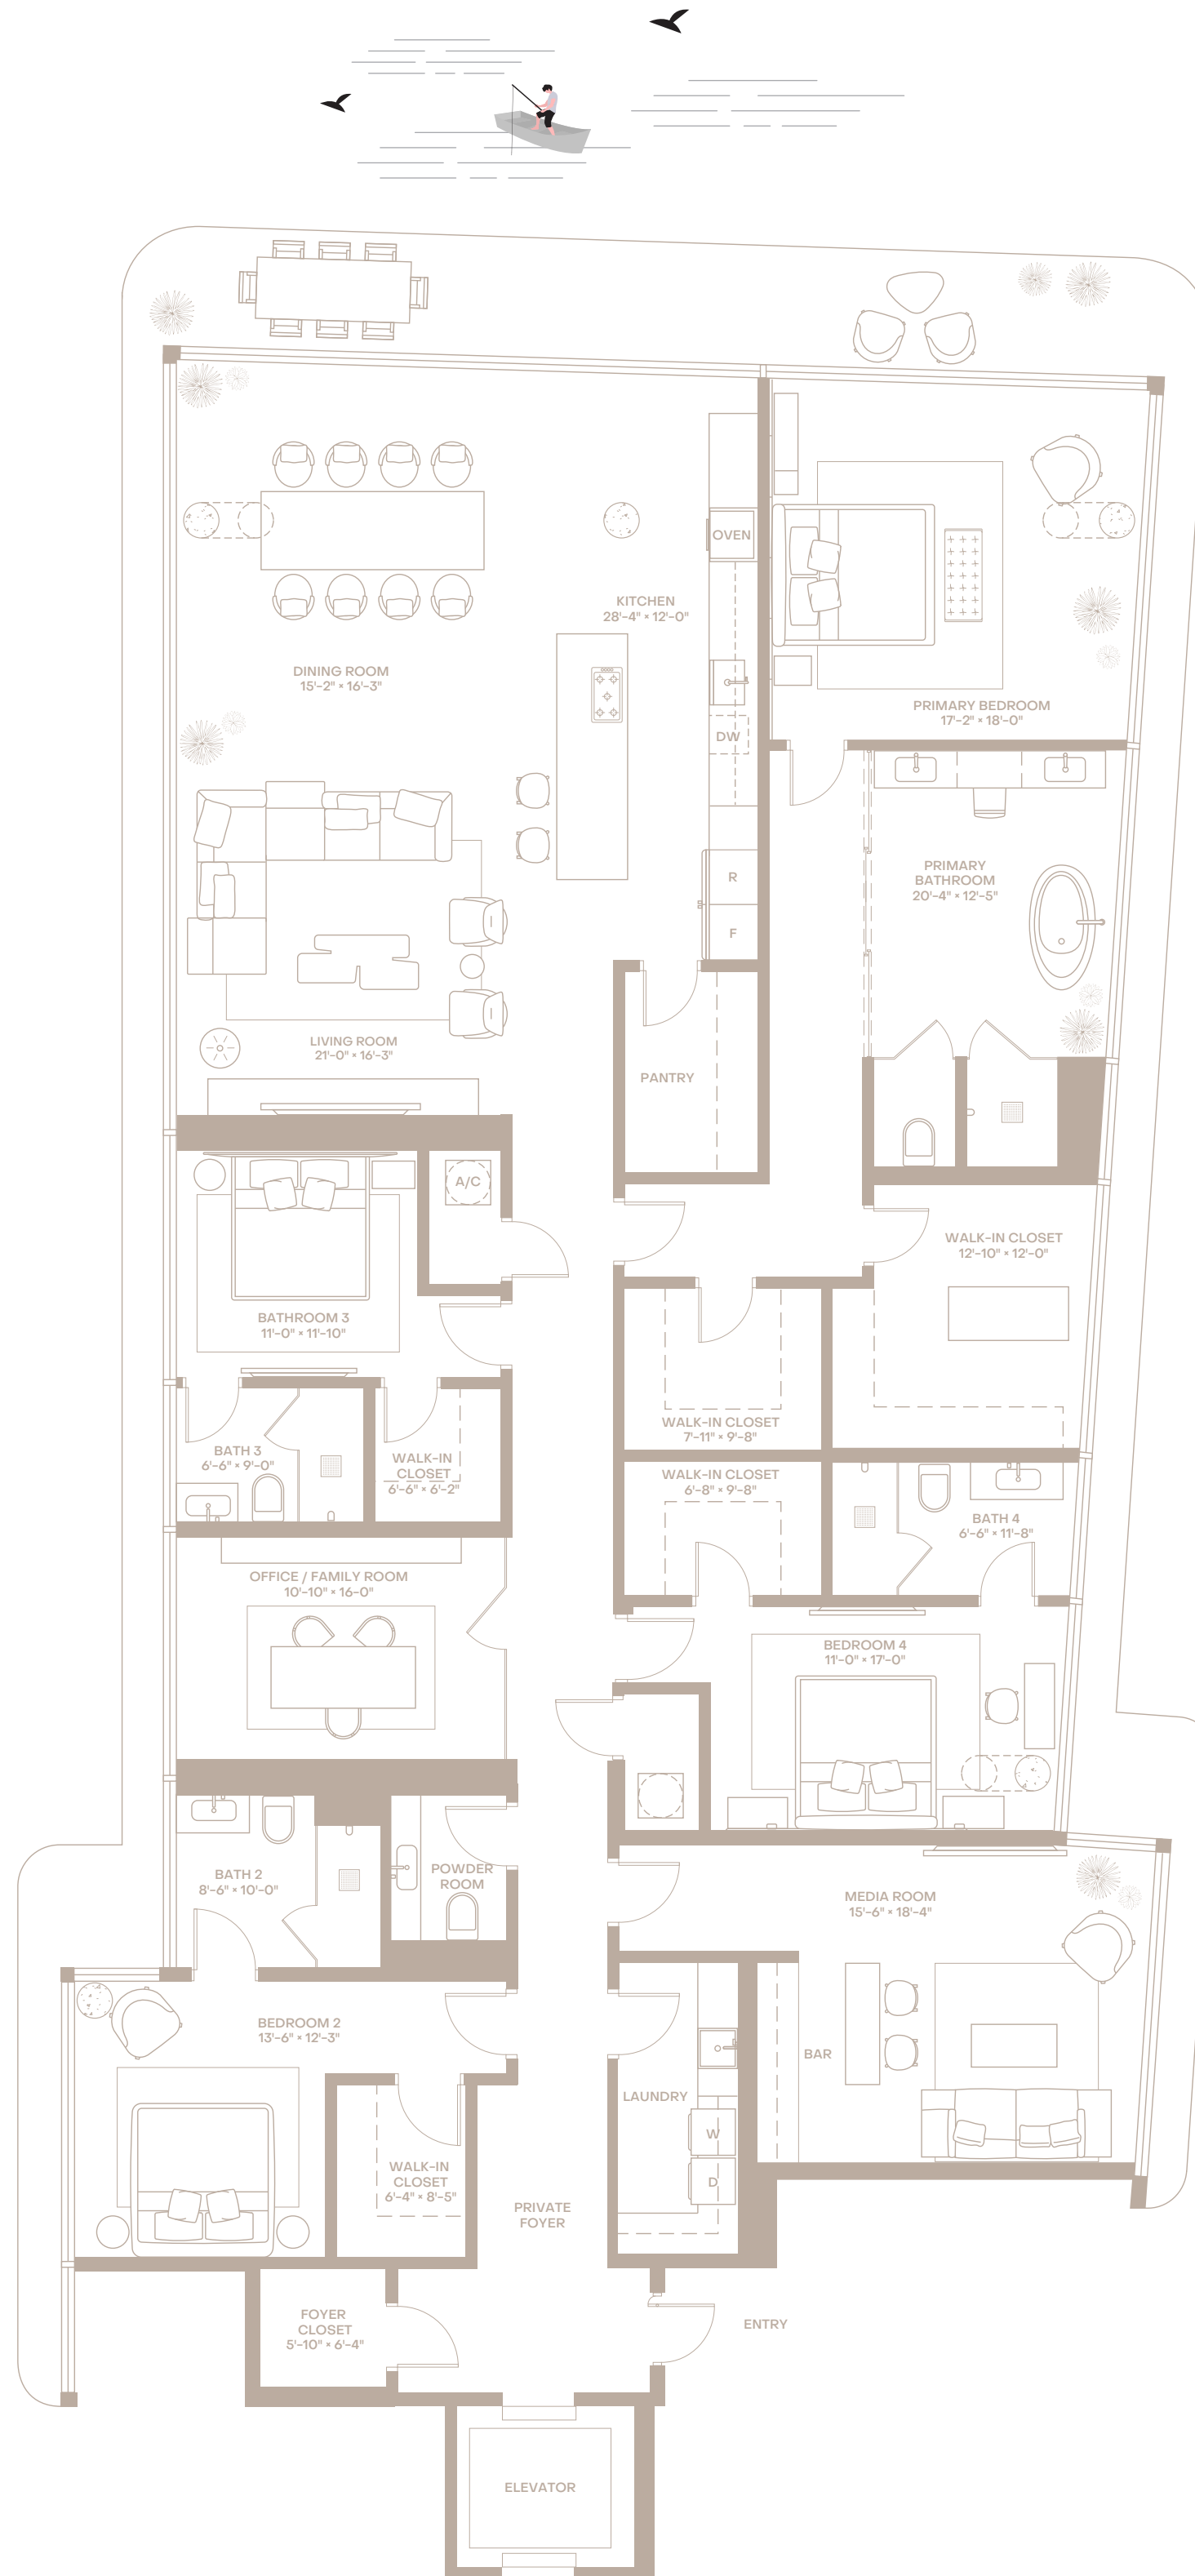 OVEN
KITCHEN
28'-4" × 12'-0"
DINING ROOM
15'-2" × 16'-3"
PRIMARY BEDROOM
17'-2" × 18'-0"
DW
PRIMARY
BATHROOM
20'-4" × 12'-5"
R
F
LIVING ROOM
21'-0" × 16'-3"
PANTRY
A/C
WALK-IN CLOSET
12'-10" × 12'-0"
BATHROOM 3
11'-0" × 11'-10"
WALK-IN CLOSET
7'-11" × 9'-8"
BATH 3
6'-6" × 9'-0"
WALK-IN
CLOSET
6'-6" × 6'-2"
WALK-IN CLOSET
6'-8" × 9'-8"
BATH 4
6'-6" × 11'-8"
OFFICE / FAMILY ROOM
10'-10" × 16-0"
BEDROOM 4
11'-0" × 17'-0"
BATH 2
8'-6" × 10'-0"
POWDER
ROOM
MEDIA ROOM
15'-6" × 18'-4"
BEDROOM 2
13'-6" × 12'-3"
BAR
LAUNDRY
W
D
WALK-IN
CLOSET
6'-4" × 8'-5"
PRIVATE
FOYER
FOYER
CLOSET
5'-10" × 6'-4"
ENTRY
ELEVATOR